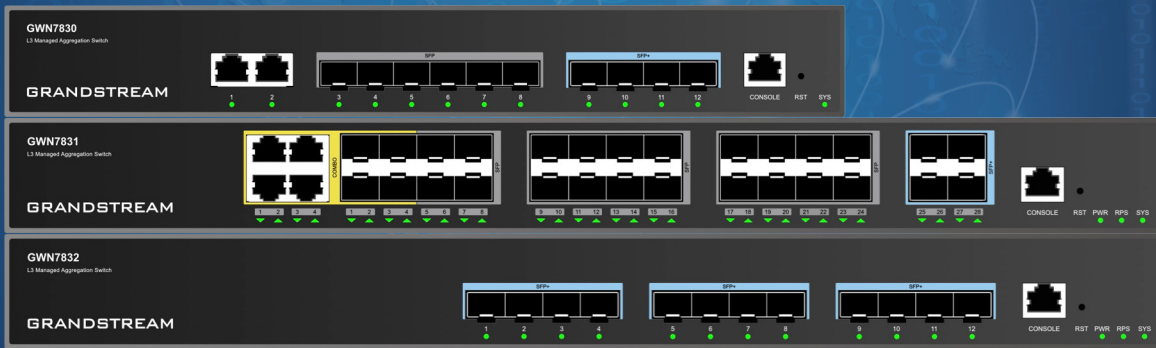 GWN7830
L3 Managed Aggregation Switch
GRANDSTREAM
SFP SFP+
1 2 3 4 5 6 7 8 9 10 11 12 CONSOLE RST SYS
GWN7831
L3 Managed Aggregation Switch
GRANDSTREAM
COMBO SFP SFP SFP SFP+
1 2 3 4 1 2 3 4 5 6 7 8 9 10 11 12 13 14 15 16 17 18 19 20 21 22 23 24 25 26 27 28 CONSOLE RST PWR RPS SYS
GWN7832
L3 Managed Aggregation Switch
GRANDSTREAM
SFP+ SFP+ SFP+
1 2 3 4 5 6 7 8 9 10 11 12 CONSOLE RST PWR RPS SYS